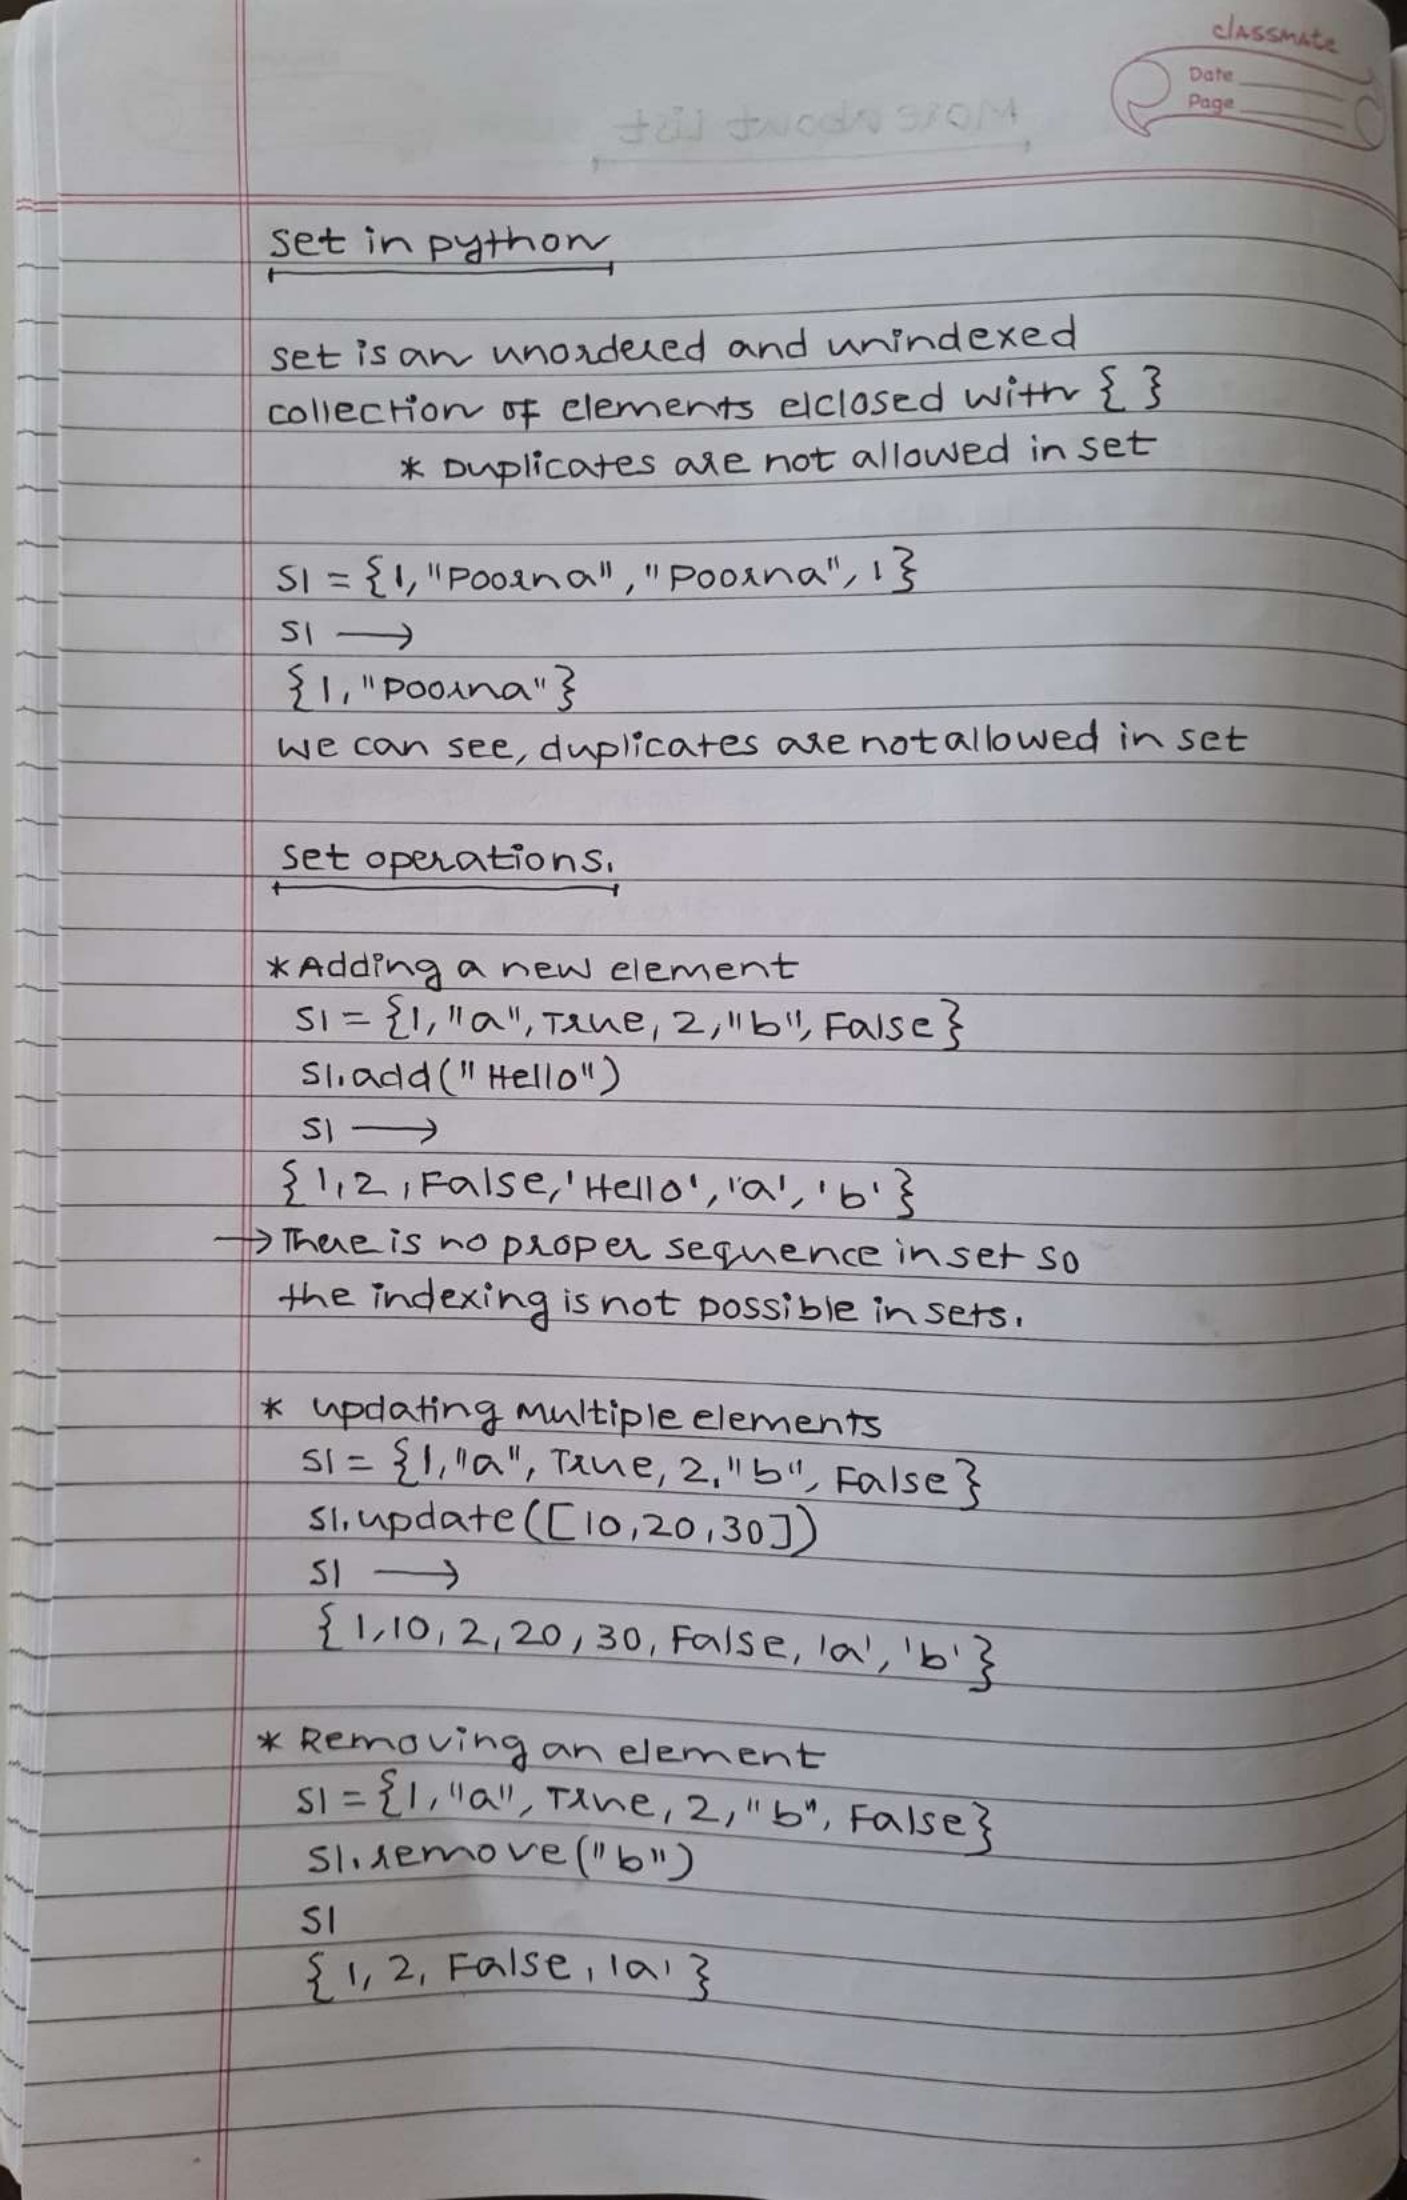 classmate
Date
Page
More about List
set in python
set is an unordered and unindexed
collection of elements elclosed with { }
* Duplicates are not allowed in set
S1 = {1, "Poorna", "Poorna", 1}
S1 →
{1, "Poorna"}
we can see, duplicates are not allowed in set
set operations.
* Adding a new element
S1 = {1, "a", True, 2, "b", False}
S1.add("Hello")
S1 →
{1, 2, False, 'Hello', 'a', 'b'}
→ There is no proper sequence in set so
the indexing is not possible in sets.
* updating multiple elements
S1 = {1, "a", True, 2, "b", False}
S1.update([10, 20, 30])
S1 →
{1, 10, 2, 20, 30, False, 'a', 'b'}
* Removing an element
S1 = {1, "a", True, 2, "b", False}
S1.remove("b")
S1
{1, 2, False, 'a'}